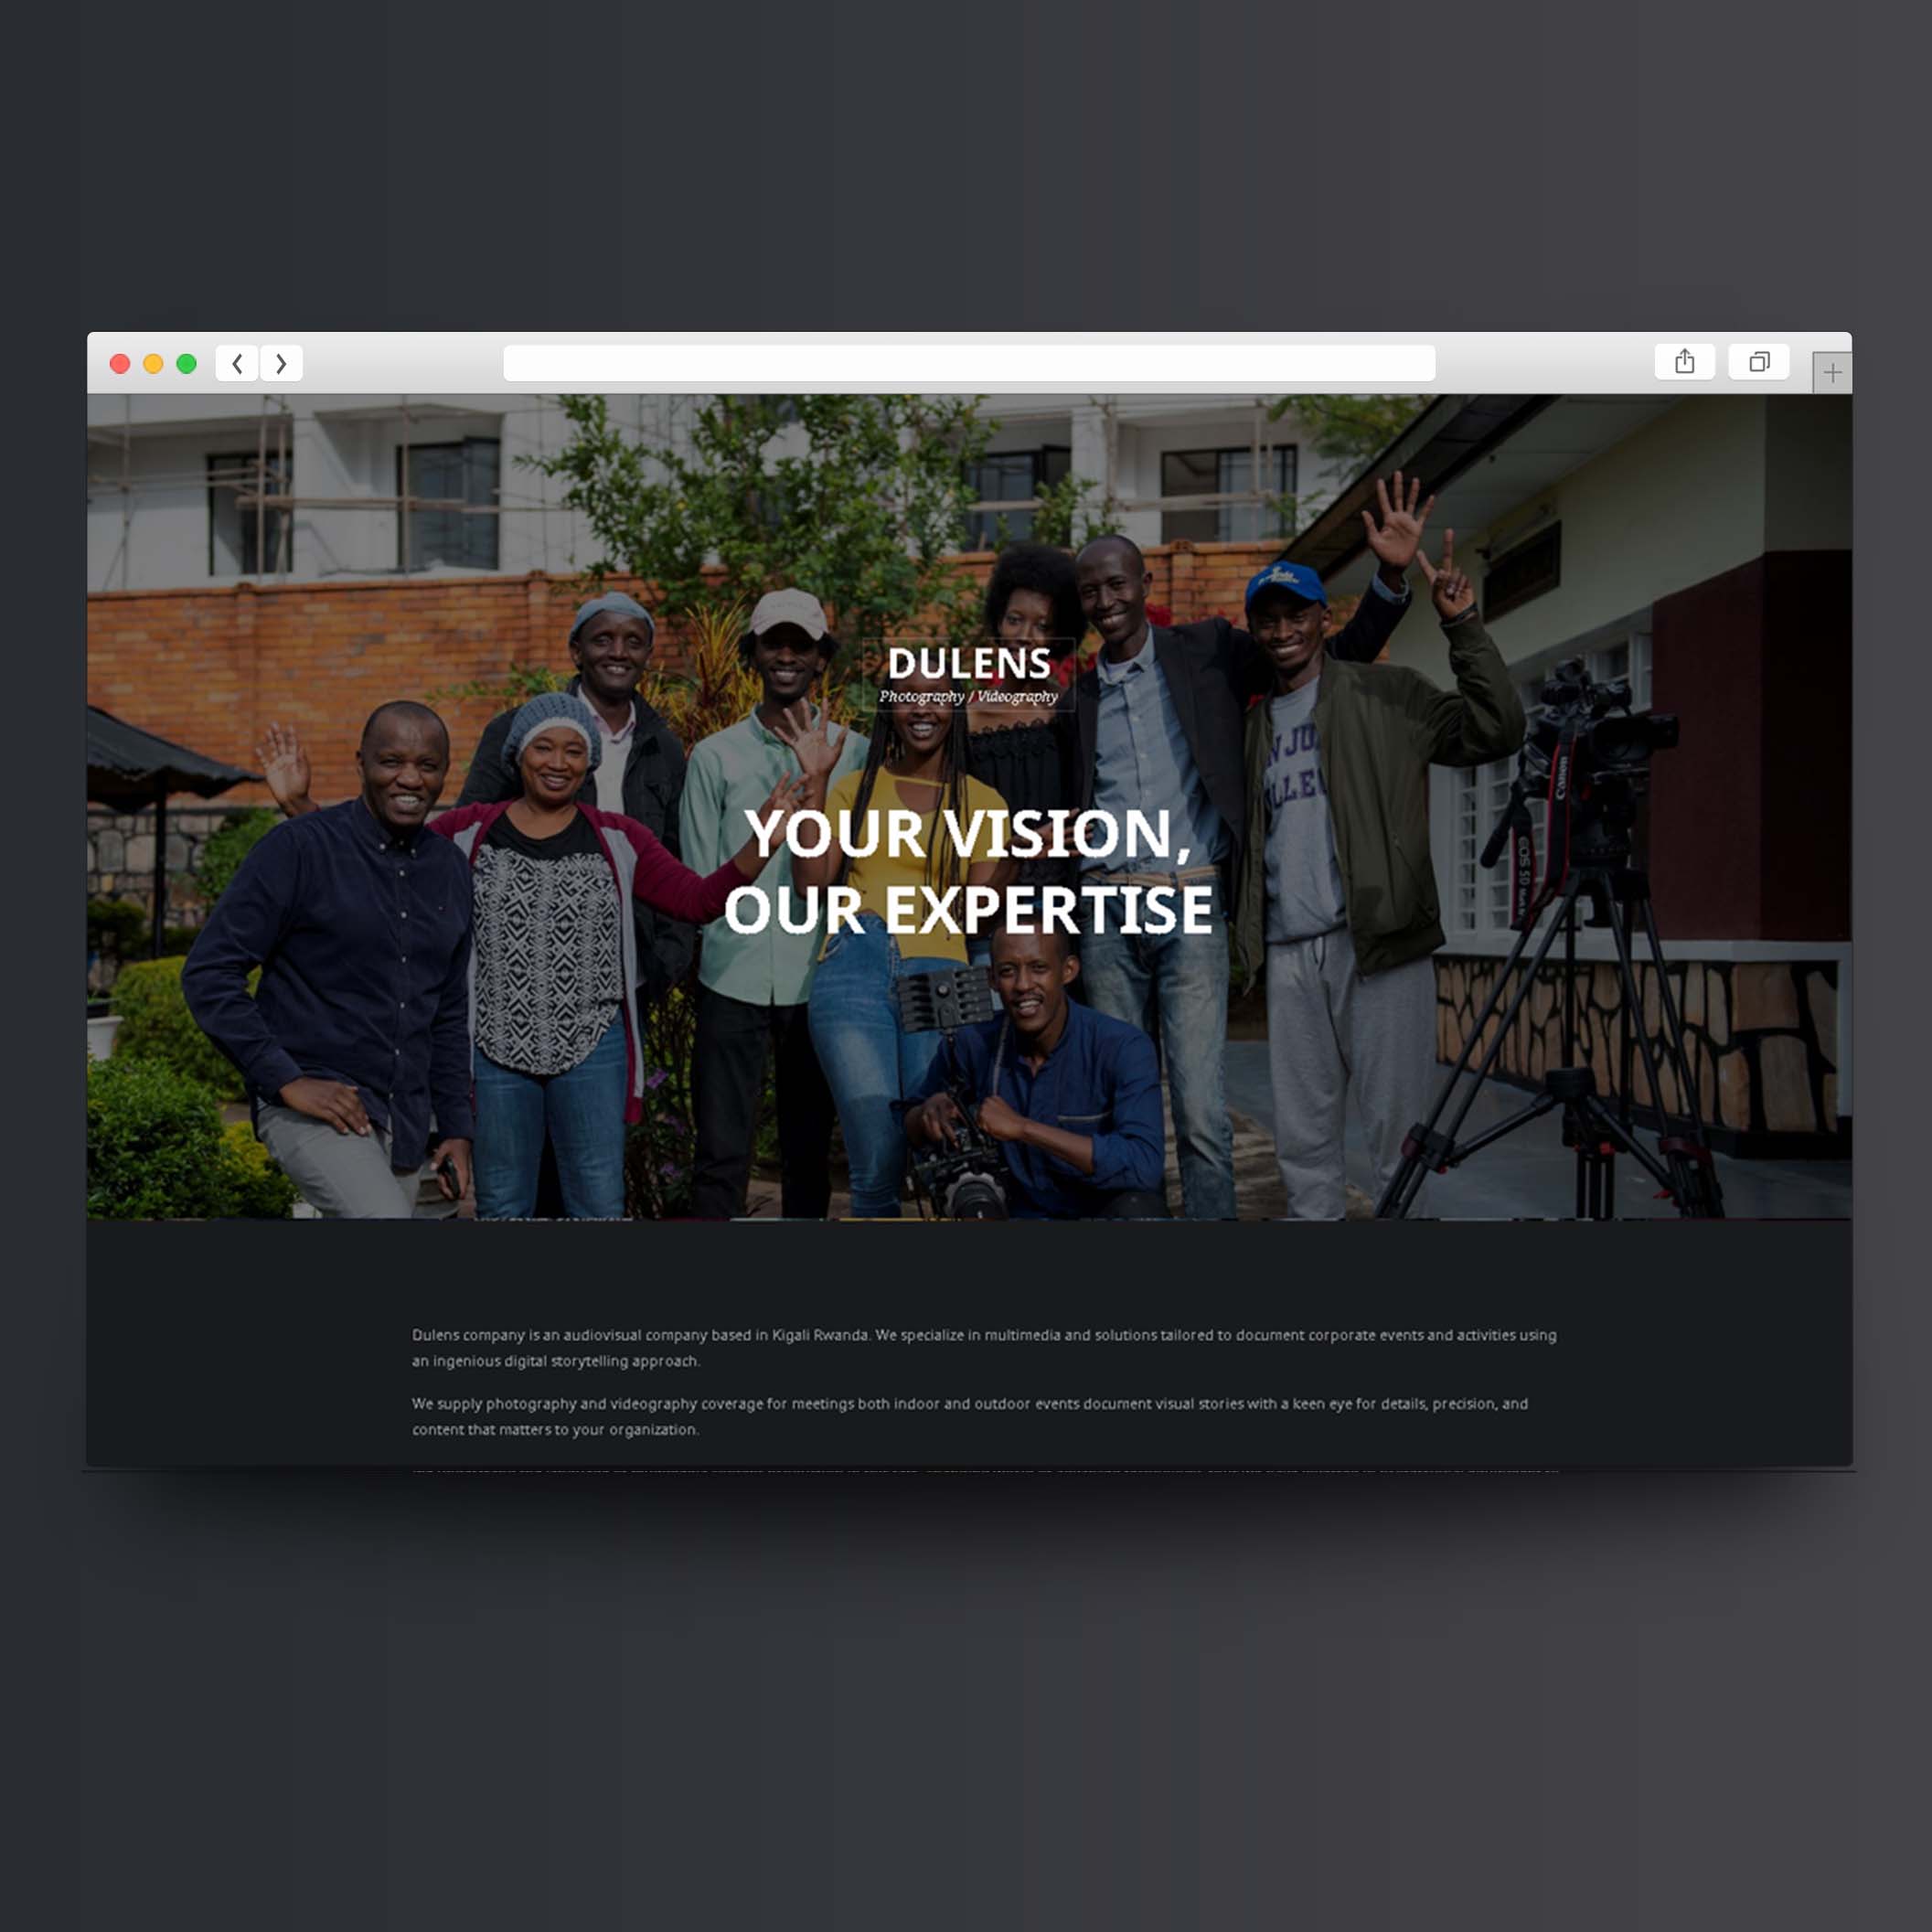 DULENS
Photography / Videography
Canon
YOUR VISION,
OUR EXPERTISE
Dulens company is an audiovisual company based in Kigali Rwanda. We specialize in multimedia and solutions tailored to document corporate events and activities using
an ingenious digital storytelling approach.
We supply photography and videography coverage for meetings both indoor and outdoor events document visual stories with a keen eye for details, precision, and
content that matters to your organization.